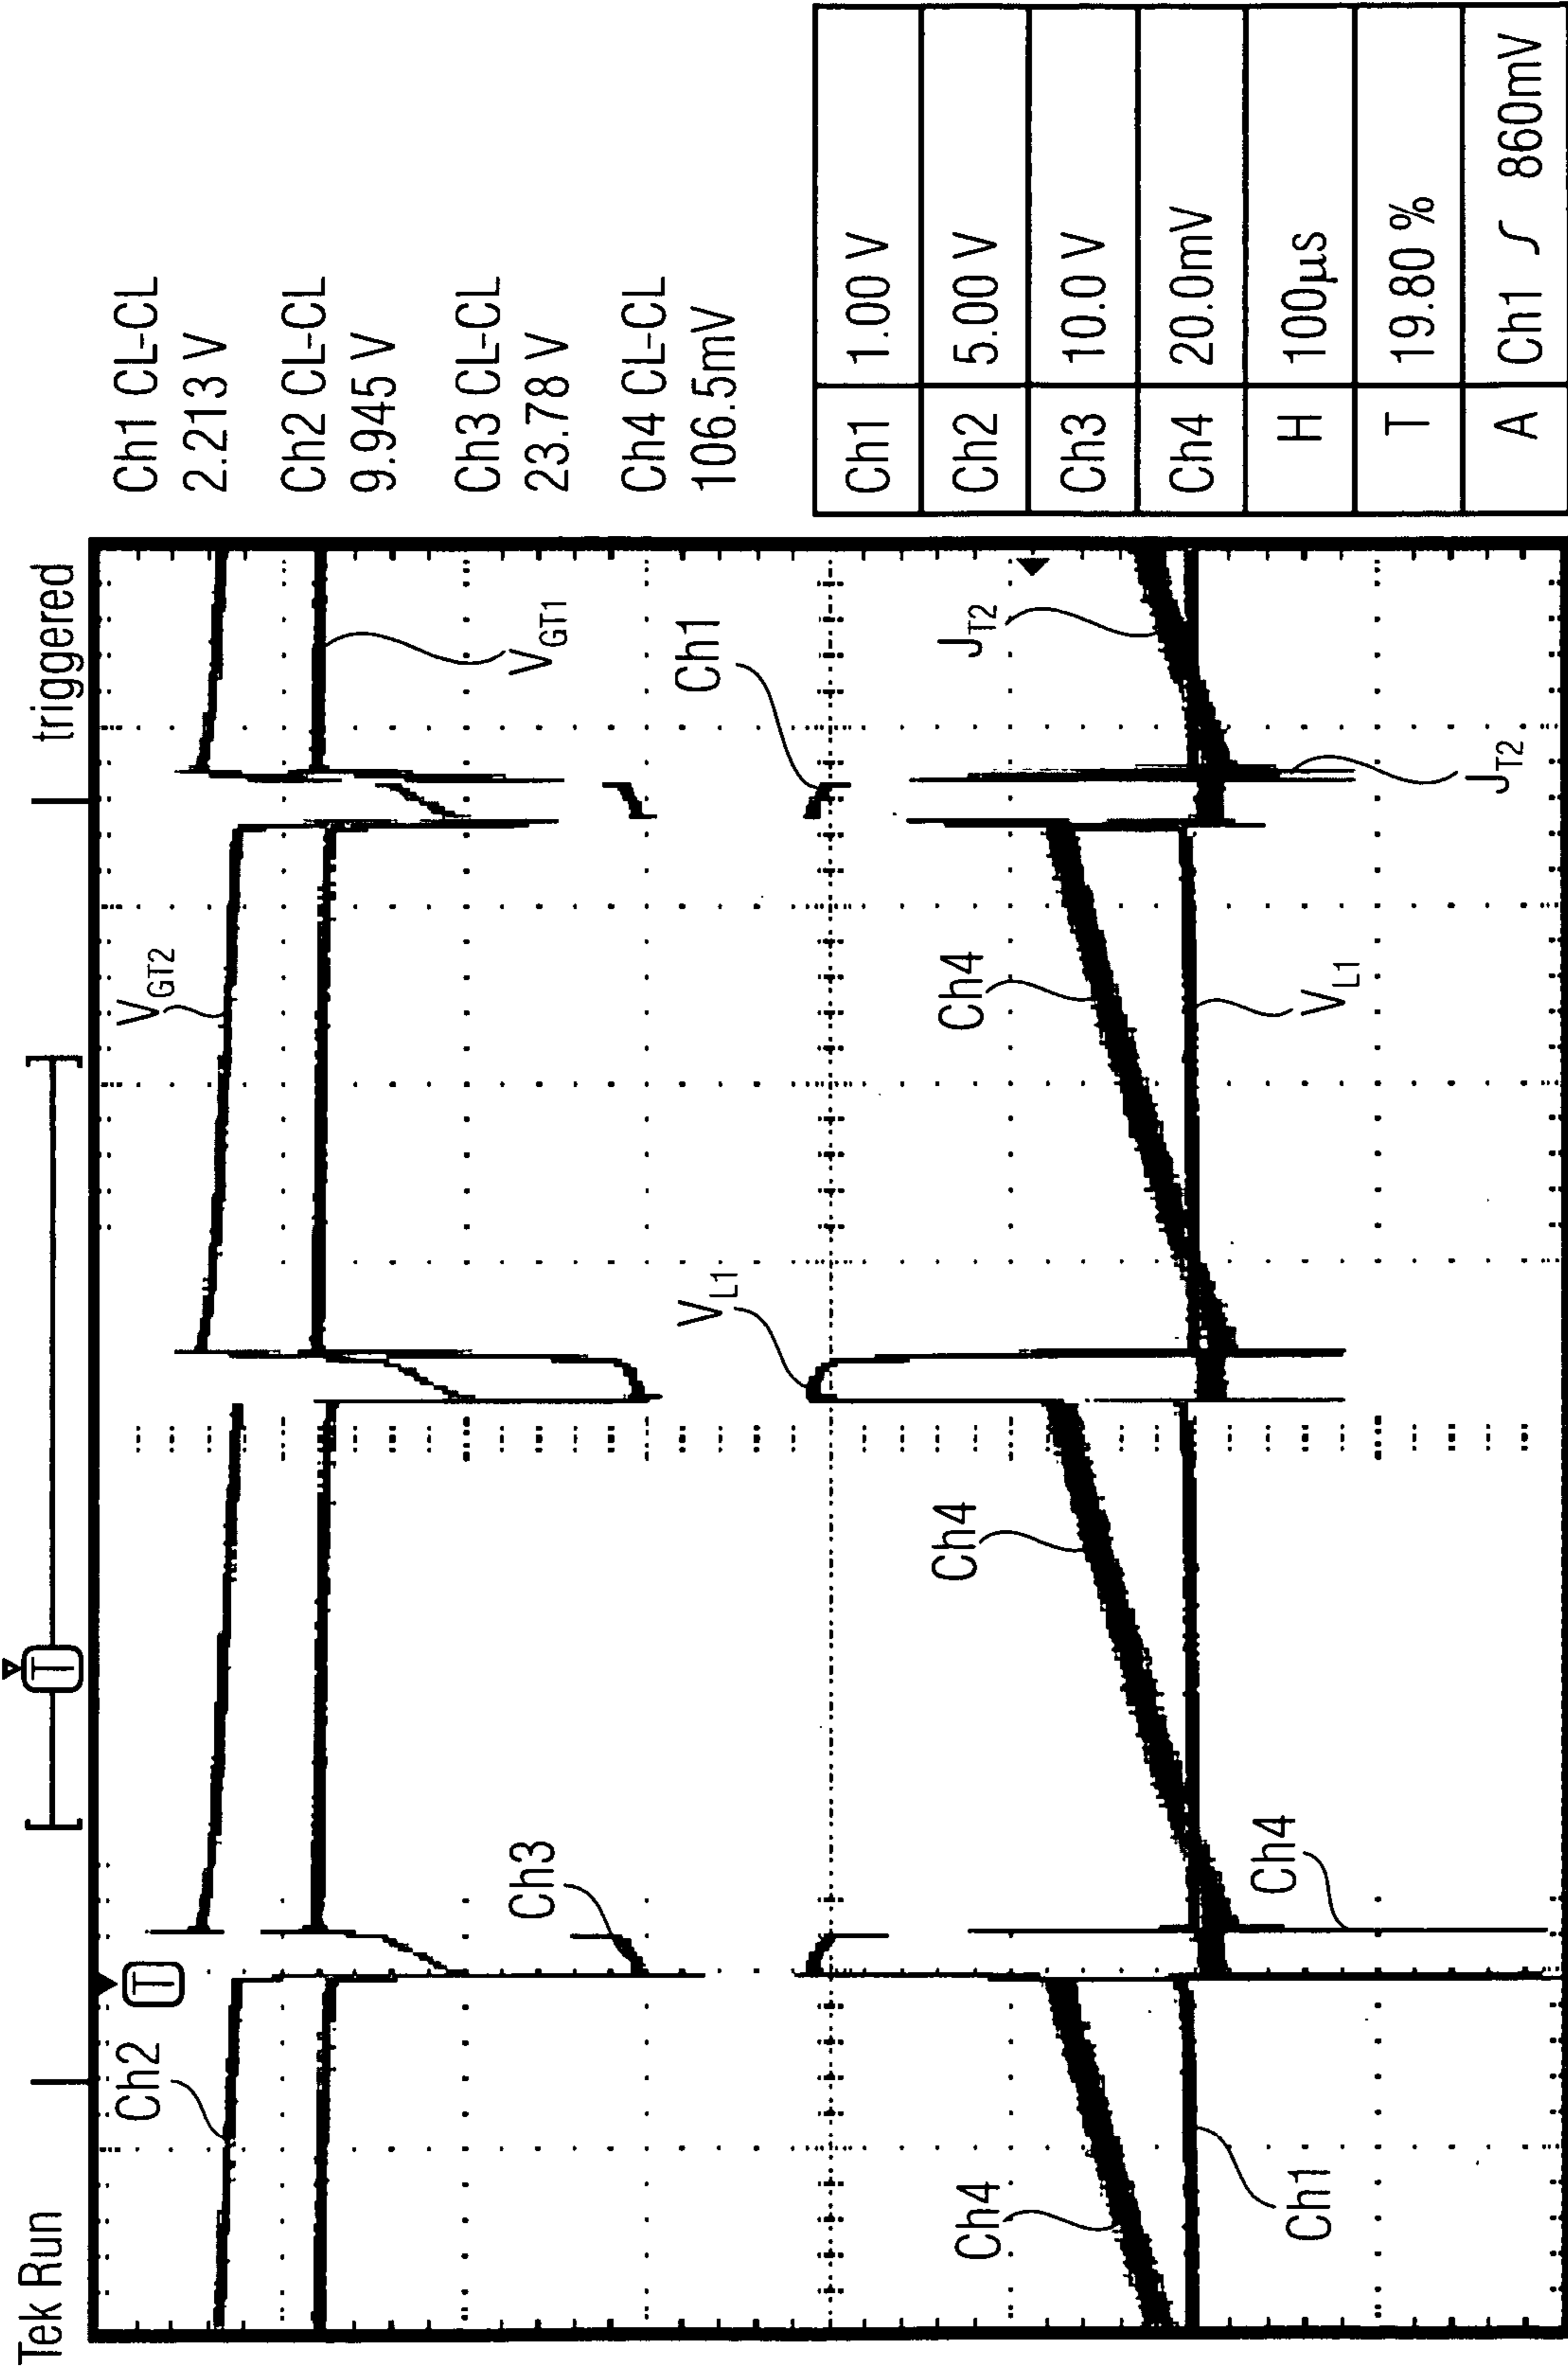 Tek Run
triggered
T
T
Ch2
V_GT2
V_GT1
Ch3
V_L1
Ch1
Ch4
Ch4
Ch4
J_T2
Ch1
Ch4
V_L1
J_T2
Ch1 CL-CL
2.213 V
Ch2 CL-CL
9.945 V
Ch3 CL-CL
23.78 V
Ch4 CL-CL
106.5mV
Ch1 1.00 V
Ch2 5.00 V
Ch3 10.0 V
Ch4 20.0mV
H 100µs
T 19.80 %
A Ch1 ∫ 860mV